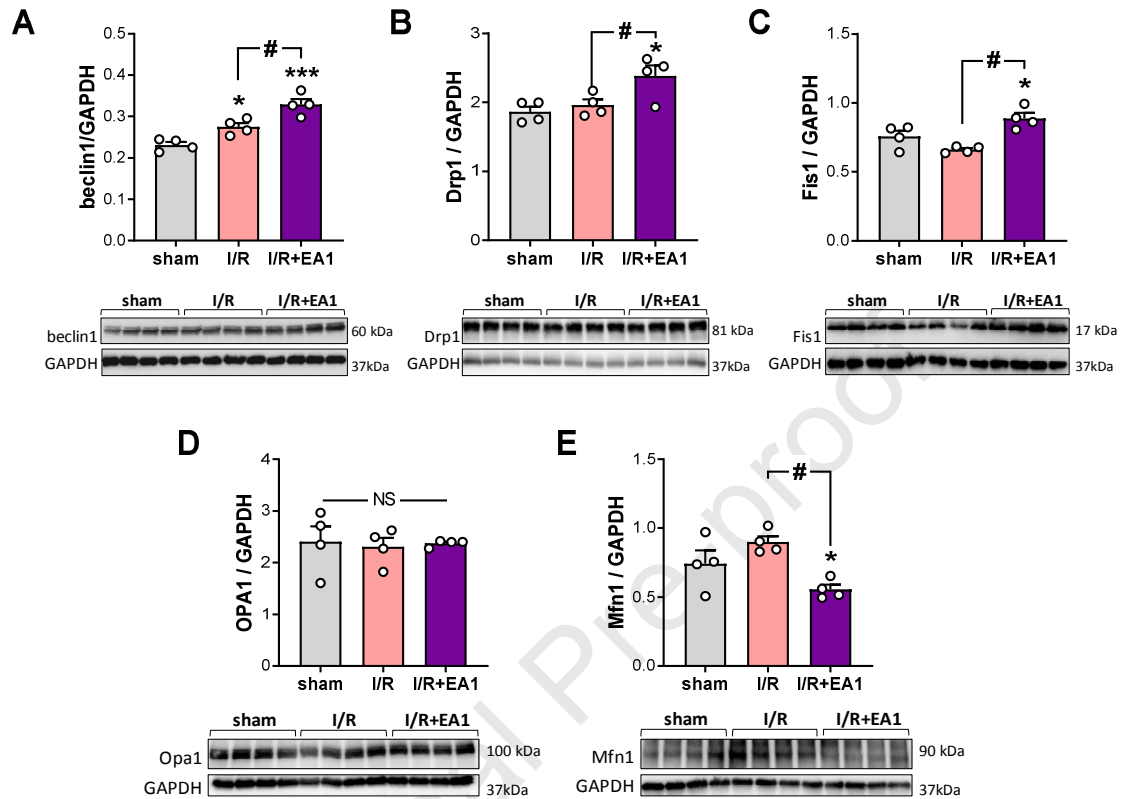 A
beclin1/GAPDH
0.5
0.4
0.3
0.2
0.1
0.0
#
*
***
sham I/R I/R+EA1
sham I/R I/R+EA1
beclin1 60 kDa
GAPDH 37kDa
B
Drp1 / GAPDH
3
2
1
0
#
*
sham I/R I/R+EA1
sham I/R I/R+EA1
Drp1 81 kDa
GAPDH 37kDa
C
Fis1 / GAPDH
1.5
1.0
0.5
0.0
#
*
sham I/R I/R+EA1
sham I/R I/R+EA1
Fis1 17 kDa
GAPDH 37kDa
D
OPA1 / GAPDH
4
3
2
1
0
NS
sham I/R I/R+EA1
sham I/R I/R+EA1
Opa1 100 kDa
GAPDH 37kDa
E
Mfn1 / GAPDH
1.5
1.0
0.5
0.0
#
*
sham I/R I/R+EA1
sham I/R I/R+EA1
Mfn1 90 kDa
GAPDH 37kDa
al Pre-proo